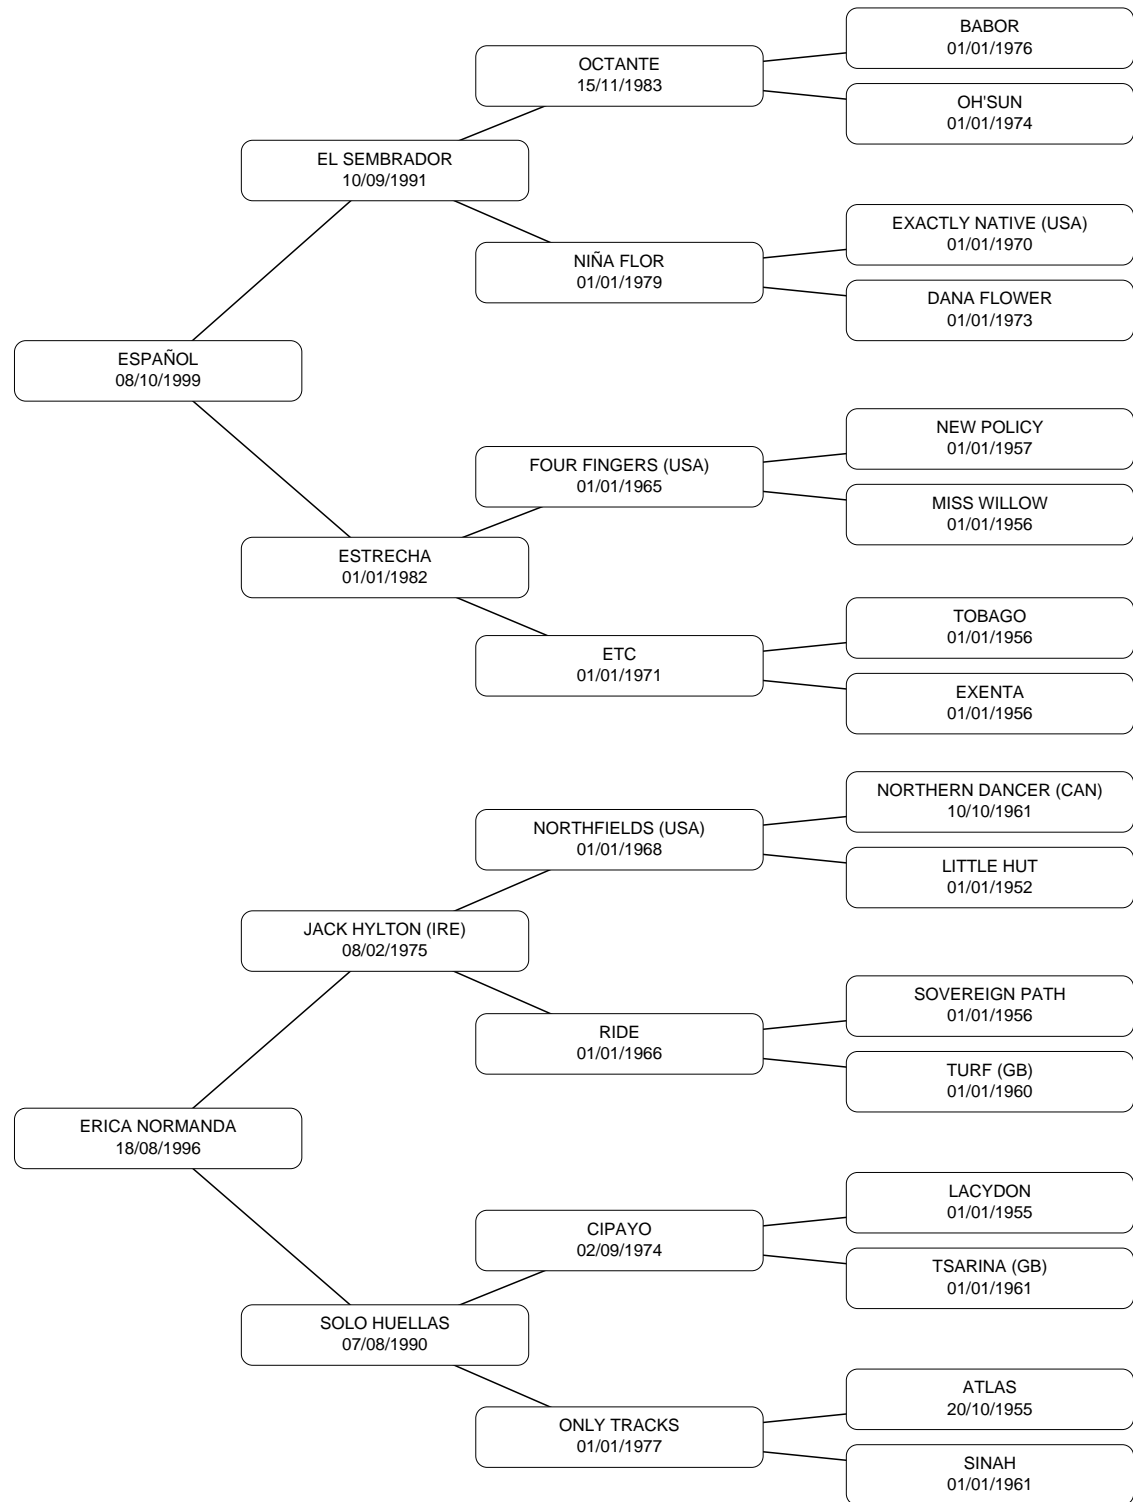 BABOR
01/01/1976
OCTANTE
15/11/1983
OH'SUN
01/01/1974
EL SEMBRADOR
10/09/1991
EXACTLY NATIVE (USA)
01/01/1970
NIÑA FLOR
01/01/1979
DANA FLOWER
01/01/1973
ESPAÑOL
08/10/1999
NEW POLICY
01/01/1957
FOUR FINGERS (USA)
01/01/1965
MISS WILLOW
01/01/1956
ESTRECHA
01/01/1982
TOBAGO
01/01/1956
ETC
01/01/1971
EXENTA
01/01/1956
NORTHERN DANCER (CAN)
10/10/1961
NORTHFIELDS (USA)
01/01/1968
LITTLE HUT
01/01/1952
JACK HYLTON (IRE)
08/02/1975
SOVEREIGN PATH
01/01/1956
RIDE
01/01/1966
TURF (GB)
01/01/1960
ERICA NORMANDA
18/08/1996
LACYDON
01/01/1955
CIPAYO
02/09/1974
TSARINA (GB)
01/01/1961
SOLO HUELLAS
07/08/1990
ATLAS
20/10/1955
ONLY TRACKS
01/01/1977
SINAH
01/01/1961